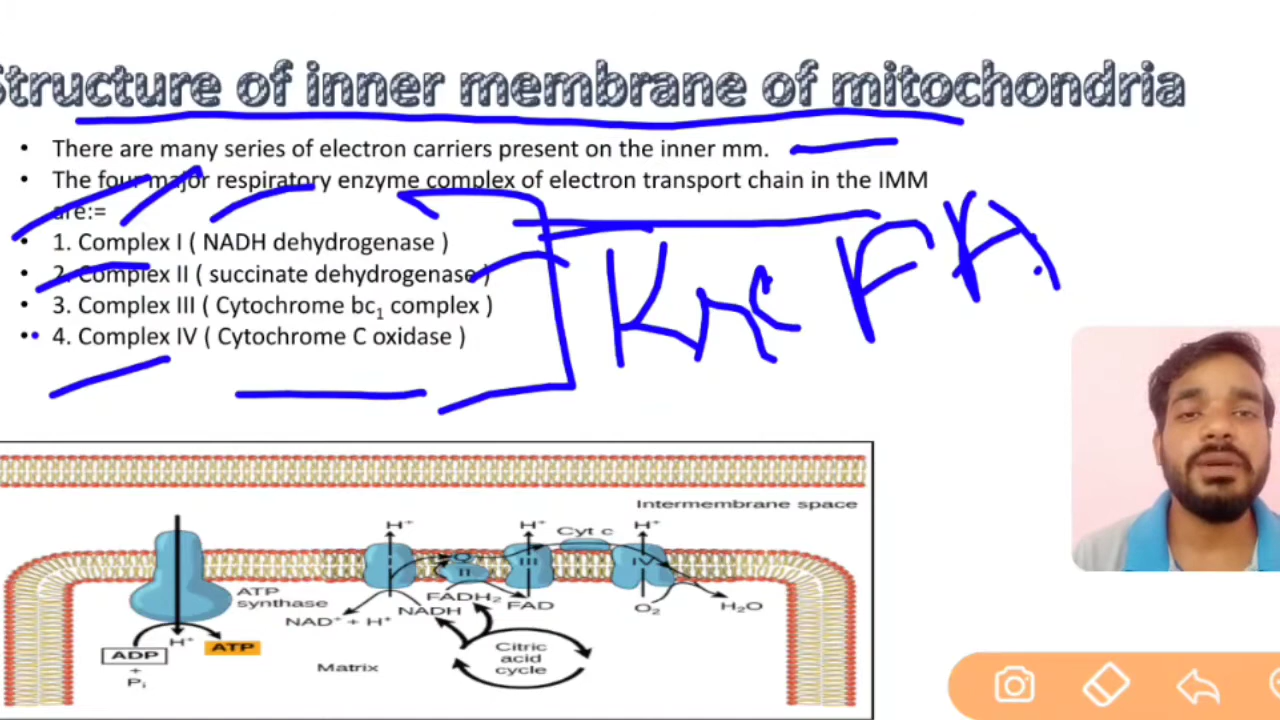 Structure of inner membrane of mitochondria
• There are many series of electron carriers present on the inner mm.
• The four major respiratory enzyme complex of electron transport chain in the IMM
are:=
• 1. Complex I ( NADH dehydrogenase )
• 2. Complex II ( succinate dehydrogenase )
• 3. Complex III ( Cytochrome bc₁ complex )
• 4. Complex IV ( Cytochrome C oxidase )
Intermembrane space
H⁺ H⁺ Cyt c H⁺
I Q II III IV
ATP
synthase
FADH₂
NADH FAD O₂ H₂O
NAD⁺ + H⁺
H⁺
ADP
+
Pᵢ
ATP
Matrix
Citric
acid
cycle